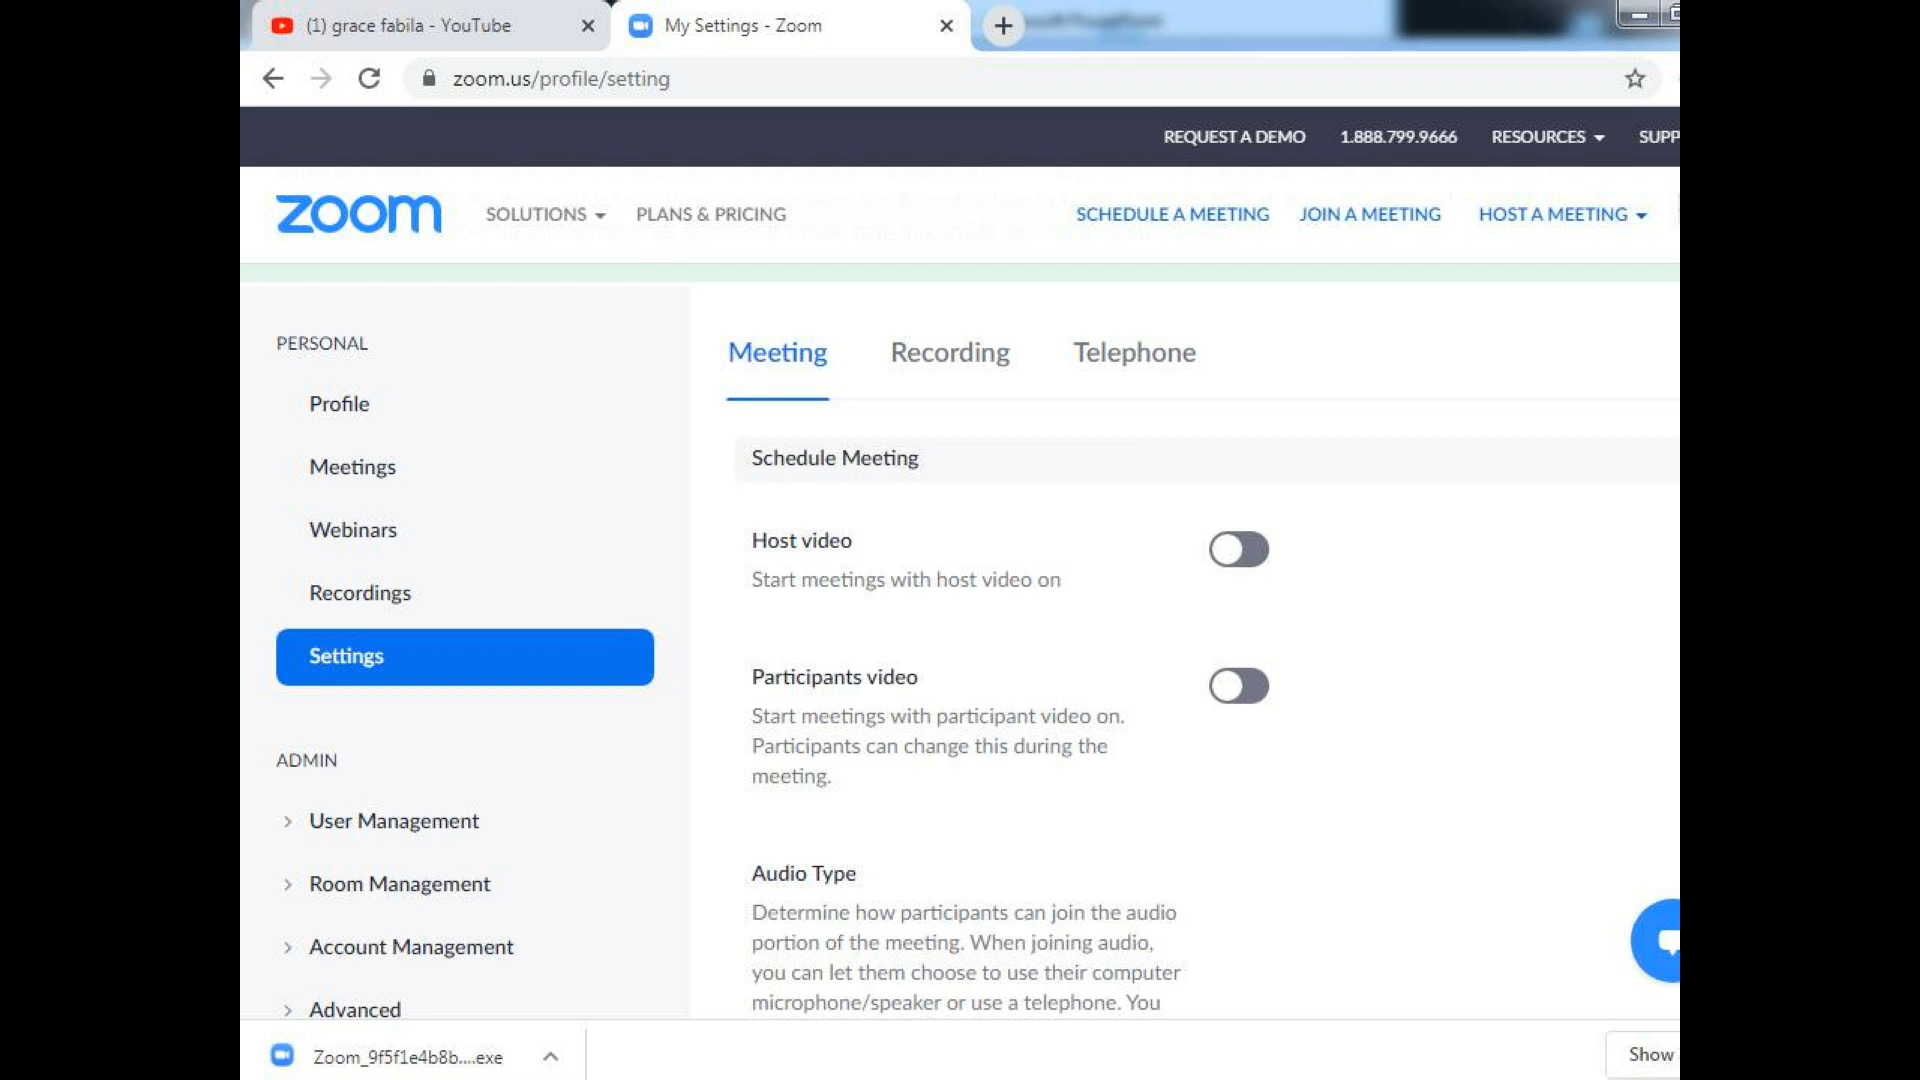 (1) grace fabila - YouTube
My Settings - Zoom
zoom.us/profile/setting
REQUEST A DEMO 1.888.799.9666 RESOURCES SUPP
zoom SOLUTIONS PLANS & PRICING SCHEDULE A MEETING JOIN A MEETING HOST A MEETING
PERSONAL
Profile
Meetings
Webinars
Recordings
Settings
ADMIN
User Management
Room Management
Account Management
Advanced
Meeting Recording Telephone
Schedule Meeting
Host video
Start meetings with host video on
Participants video
Start meetings with participant video on.
Participants can change this during the
meeting.
Audio Type
Determine how participants can join the audio
portion of the meeting. When joining audio,
you can let them choose to use their computer
microphone/speaker or use a telephone. You
Zoom_9f5f1e4b8b....exe
Show